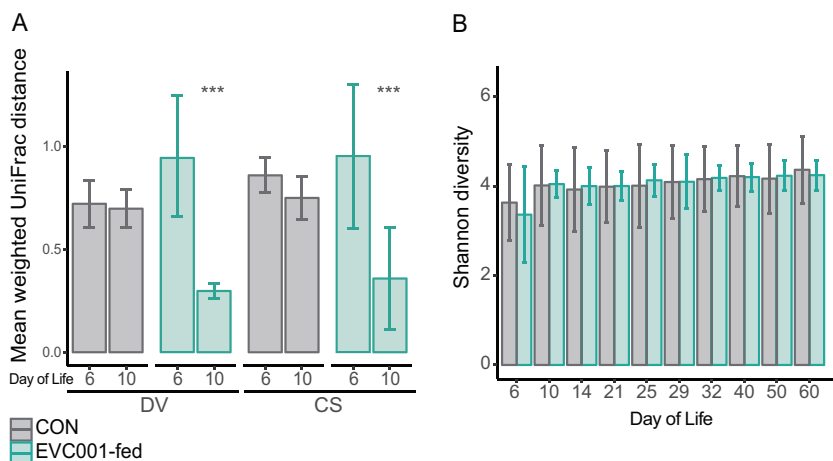 A
Mean weighted UniFrac distance
1.0
0.5
0.0
***
***
Day of Life 6 10 6 10 6 10 6 10
DV CS
CON
EVC001-fed
B
Shannon diversity
6
4
2
0
6 10 14 21 25 29 32 40 50 60
Day of Life